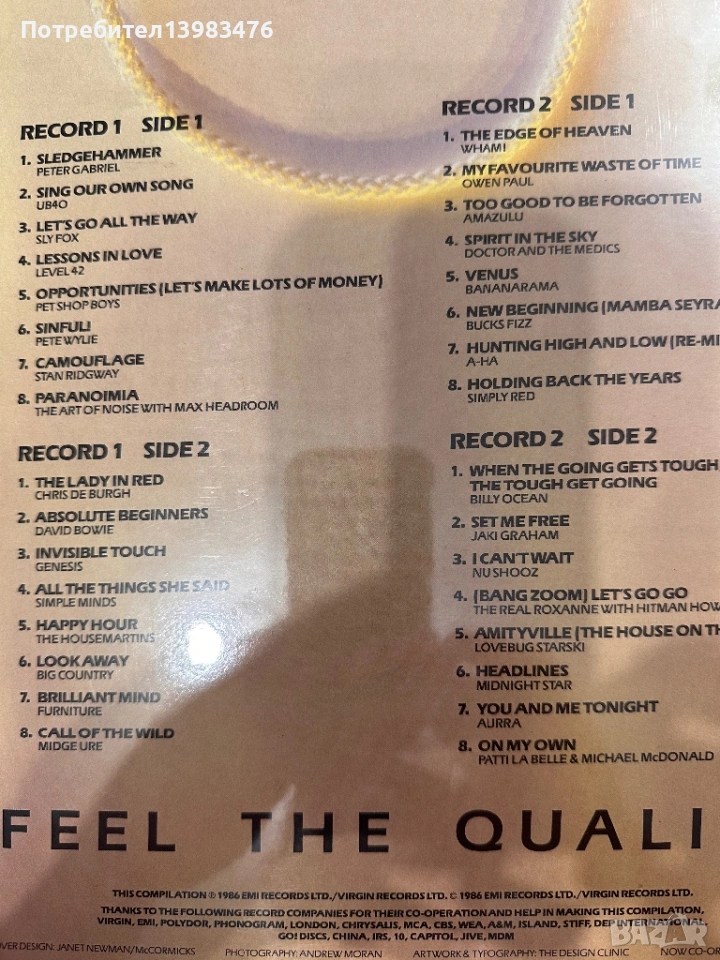 Потребител13983476
RECORD 1 SIDE 1
1. SLEDGEHAMMER
PETER GABRIEL
2. SING OUR OWN SONG
UB40
3. LET'S GO ALL THE WAY
SLY FOX
4. LESSONS IN LOVE
LEVEL 42
5. OPPORTUNITIES (LET'S MAKE LOTS OF MONEY)
PET SHOP BOYS
6. SINFUL!
PETE WYLIE
7. CAMOUFLAGE
STAN RIDGWAY
8. PARANOIMIA
THE ART OF NOISE WITH MAX HEADROOM
RECORD 1 SIDE 2
1. THE LADY IN RED
CHRIS DE BURGH
2. ABSOLUTE BEGINNERS
DAVID BOWIE
3. INVISIBLE TOUCH
GENESIS
4. ALL THE THINGS SHE SAID
SIMPLE MINDS
5. HAPPY HOUR
THE HOUSEMARTINS
6. LOOK AWAY
BIG COUNTRY
7. BRILLIANT MIND
FURNITURE
8. CALL OF THE WILD
MIDGE URE
RECORD 2 SIDE 1
1. THE EDGE OF HEAVEN
WHAM!
2. MY FAVOURITE WASTE OF TIME
OWEN PAUL
3. TOO GOOD TO BE FORGOTTEN
AMAZULU
4. SPIRIT IN THE SKY
DOCTOR AND THE MEDICS
5. VENUS
BANANARAMA
6. NEW BEGINNING (MAMBA SEYRA
BUCKS FIZZ
7. HUNTING HIGH AND LOW (RE-MI
A-HA
8. HOLDING BACK THE YEARS
SIMPLY RED
RECORD 2 SIDE 2
1. WHEN THE GOING GETS TOUGH
THE TOUGH GET GOING
BILLY OCEAN
2. SET ME FREE
JAKI GRAHAM
3. I CAN'T WAIT
NU SHOOZ
4. (BANG ZOOM) LET'S GO GO
THE REAL ROXANNE WITH HITMAN HOW
5. AMITYVILLE (THE HOUSE ON TH
LOVEBUG STARSKI
6. HEADLINES
MIDNIGHT STAR
7. YOU AND ME TONIGHT
AURRA
8. ON MY OWN
PATTI LA BELLE & MICHAEL McDONALD
FEEL THE QUALI
THIS COMPILATION ℗ 1986 EMI RECORDS LTD./VIRGIN RECORDS LTD. © 1986 EMI RECORDS LTD./VIRGIN RECORDS LTD.
THANKS TO THE FOLLOWING RECORD COMPANIES FOR THEIR CO-OPERATION AND HELP IN MAKING THIS COMPILATION,
VIRGIN, EMI, POLYDOR, PHONOGRAM, LONDON, CHRYSALIS, MCA, CBS, WEA, A&M, ISLAND, STIFF, DEP INTERNATIONAL,
GO! DISCS, CHINA, IRS, 10, CAPITOL, JIVE, MDM
OVER DESIGN: JANET NEWMAN/McCORMICKS PHOTOGRAPHY: ANDREW MORAN ARTWORK & TYPOGRAPHY: THE DESIGN CLINIC NOW CO-OR
BAZAR